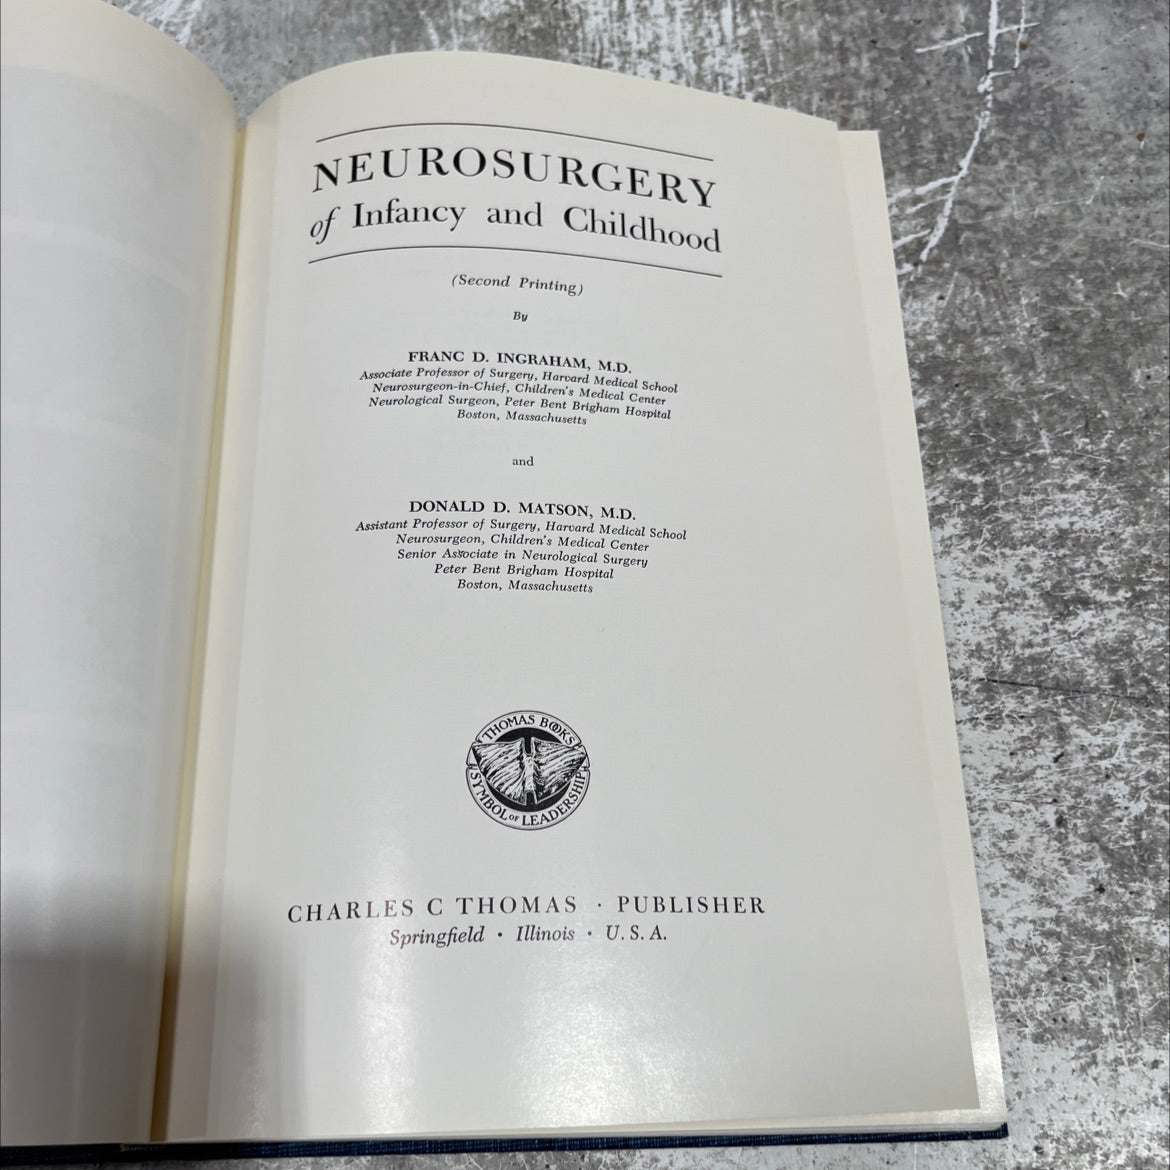 NEUROSURGERY
of Infancy and Childhood
(Second Printing)
By
FRANC D. INGRAHAM, M.D.
Associate Professor of Surgery, Harvard Medical School
Neurosurgeon-in-Chief, Children's Medical Center
Neurological Surgeon, Peter Bent Brigham Hospital
Boston, Massachusetts
and
DONALD D. MATSON, M.D.
Assistant Professor of Surgery, Harvard Medical School
Neurosurgeon, Children's Medical Center
Senior Associate in Neurological Surgery
Peter Bent Brigham Hospital
Boston, Massachusetts
THOMAS BOOKS
SYMBOL OF LEADERSHIP
CHARLES C THOMAS · PUBLISHER
Springfield • Illinois • U. S. A.